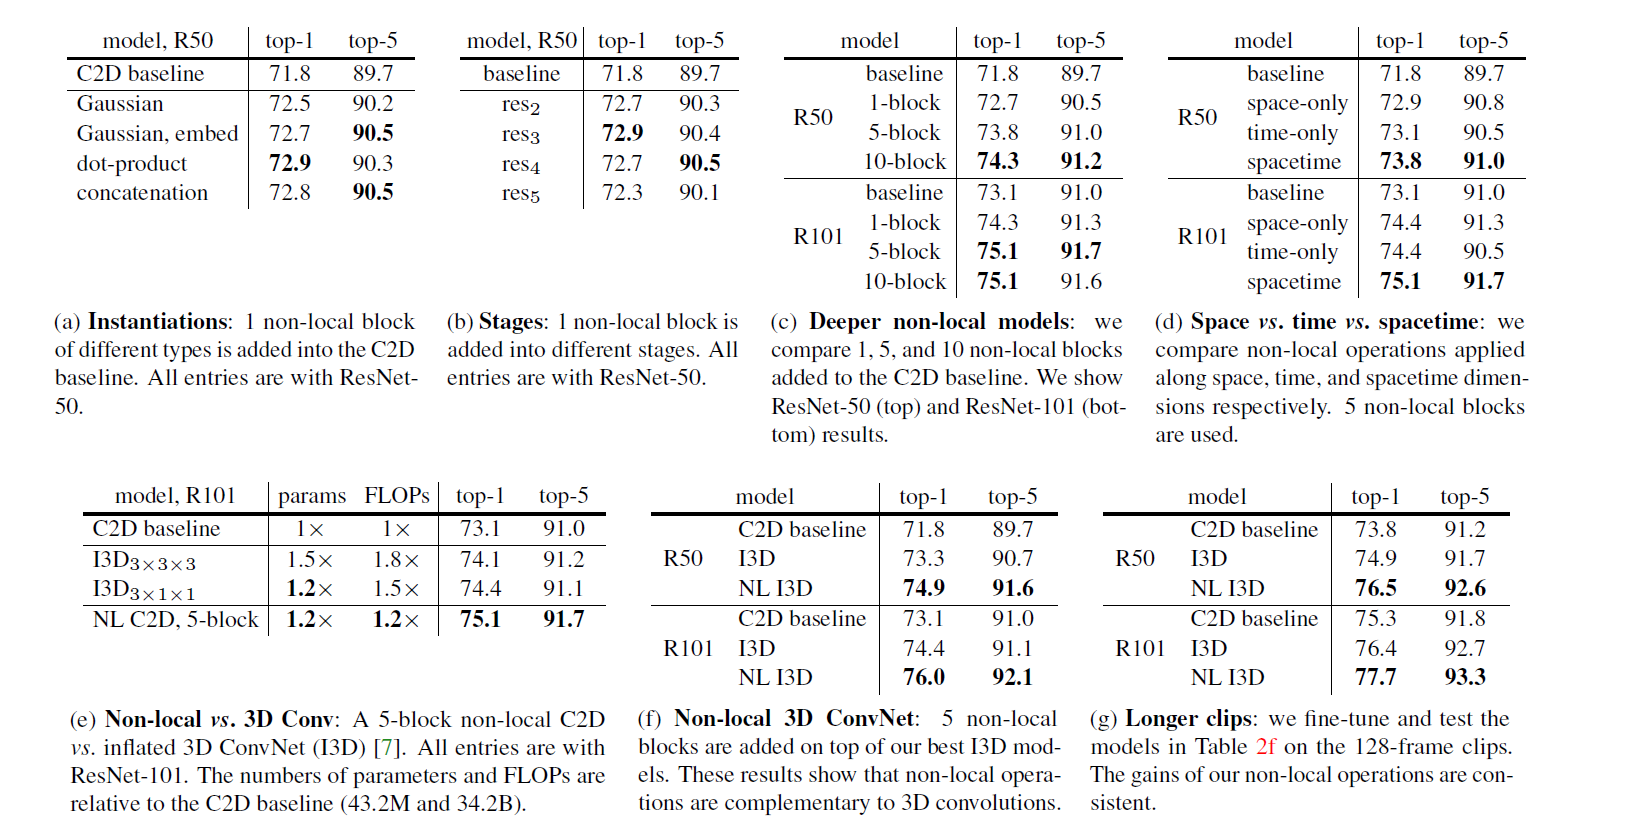 model, R50 top-1 top-5
C2D baseline 71.8 89.7
Gaussian 72.5 90.2
Gaussian, embed 72.7 90.5
dot-product 72.9 90.3
concatenation 72.8 90.5
(a) Instantiations: 1 non-local block
of different types is added into the C2D
baseline. All entries are with ResNet-
50.
model, R50 top-1 top-5
baseline 71.8 89.7
res2 72.7 90.3
res3 72.9 90.4
res4 72.7 90.5
res5 72.3 90.1
(b) Stages: 1 non-local block is
added into different stages. All
entries are with ResNet-50.
model top-1 top-5
baseline 71.8 89.7
1-block 72.7 90.5
R50
5-block 73.8 91.0
10-block 74.3 91.2
baseline 73.1 91.0
1-block 74.3 91.3
R101
5-block 75.1 91.7
10-block 75.1 91.6
(c) Deeper non-local models: we
compare 1, 5, and 10 non-local blocks
added to the C2D baseline. We show
ResNet-50 (top) and ResNet-101 (bot-
tom) results.
model top-1 top-5
baseline 71.8 89.7
space-only 72.9 90.8
R50
time-only 73.1 90.5
spacetime 73.8 91.0
baseline 73.1 91.0
space-only 74.4 91.3
R101
time-only 74.4 90.5
spacetime 75.1 91.7
(d) Space vs. time vs. spacetime: we
compare non-local operations applied
along space, time, and spacetime dimen-
sions respectively. 5 non-local blocks
are used.
model, R101 params FLOPs top-1 top-5
C2D baseline 1× 1× 73.1 91.0
I3D3×3×3 1.5× 1.8× 74.1 91.2
I3D3×1×1 1.2× 1.5× 74.4 91.1
NL C2D, 5-block 1.2× 1.2× 75.1 91.7
(e) Non-local vs. 3D Conv: A 5-block non-local C2D
vs. inflated 3D ConvNet (I3D) [7]. All entries are with
ResNet-101. The numbers of parameters and FLOPs are
relative to the C2D baseline (43.2M and 34.2B).
model top-1 top-5
C2D baseline 71.8 89.7
R50 I3D 73.3 90.7
NL I3D 74.9 91.6
C2D baseline 73.1 91.0
R101 I3D 74.4 91.1
NL I3D 76.0 92.1
(f) Non-local 3D ConvNet: 5 non-local
blocks are added on top of our best I3D mod-
els. These results show that non-local opera-
tions are complementary to 3D convolutions.
model top-1 top-5
C2D baseline 73.8 91.2
R50 I3D 74.9 91.7
NL I3D 76.5 92.6
C2D baseline 75.3 91.8
R101 I3D 76.4 92.7
NL I3D 77.7 93.3
(g) Longer clips: we fine-tune and test the
models in Table 2f on the 128-frame clips.
The gains of our non-local operations are con-
sistent.